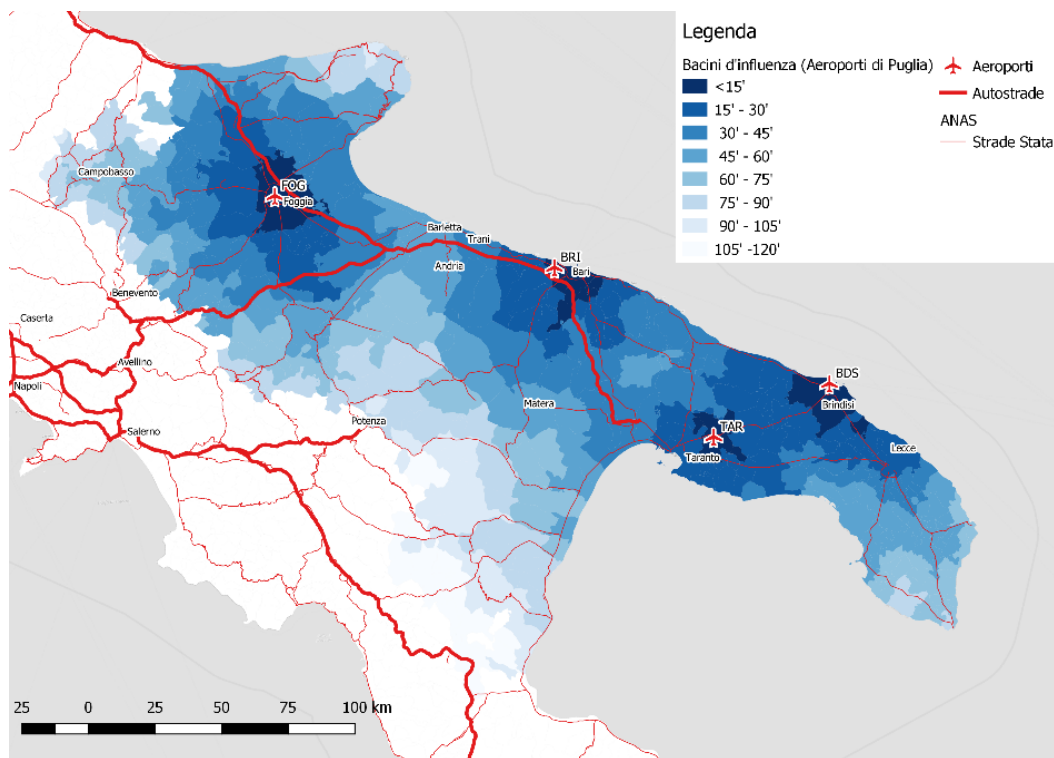 Legenda
Bacini d'influenza (Aeroporti di Puglia)
<15'
15' - 30'
30' - 45'
45' - 60'
60' - 75'
75' - 90'
90' - 105'
105' -120'
Aeroporti
Autostrade
ANAS
Strade Stata
Campobasso
FOG
Foggia
Barletta
Trani
Andria
BRI
Bari
Benevento
Caserta
Avellino
Napoli
Salerno
Potenza
Matera
BDS
Brindisi
TAR
Taranto
Lecce
25 0 25 50 75 100 km